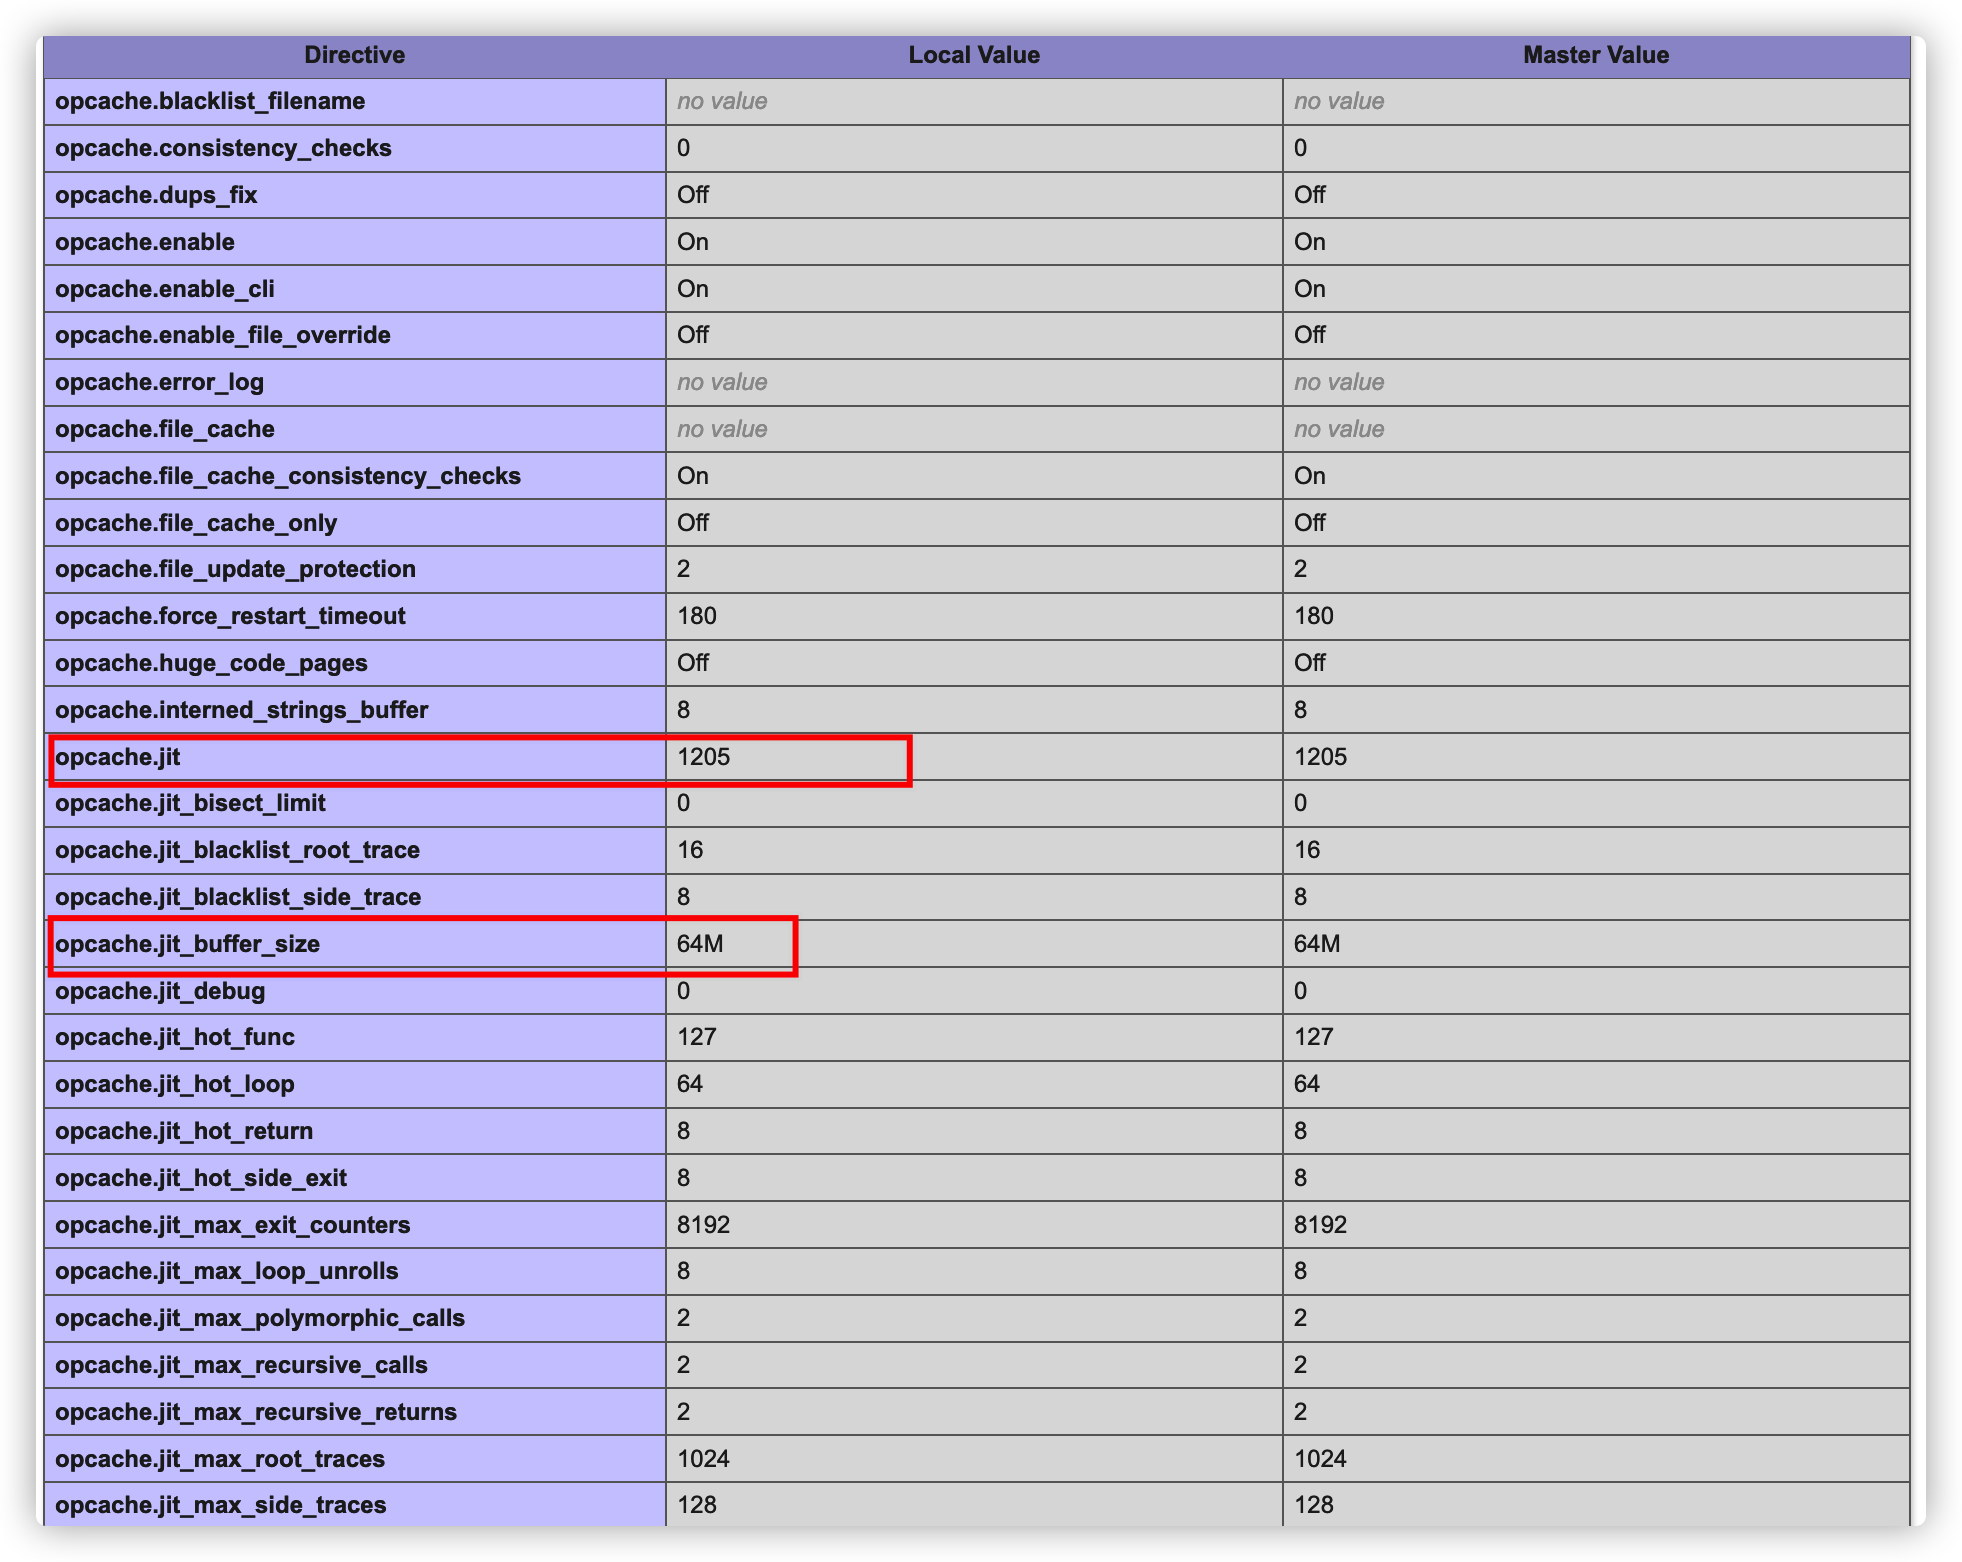 Directive Local Value Master Value
opcache.blacklist_filename no value no value
opcache.consistency_checks 0 0
opcache.dups_fix Off Off
opcache.enable On On
opcache.enable_cli On On
opcache.enable_file_override Off Off
opcache.error_log no value no value
opcache.file_cache no value no value
opcache.file_cache_consistency_checks On On
opcache.file_cache_only Off Off
opcache.file_update_protection 2 2
opcache.force_restart_timeout 180 180
opcache.huge_code_pages Off Off
opcache.interned_strings_buffer 8 8
opcache.jit 1205 1205
opcache.jit_bisect_limit 0 0
opcache.jit_blacklist_root_trace 16 16
opcache.jit_blacklist_side_trace 8 8
opcache.jit_buffer_size 64M 64M
opcache.jit_debug 0 0
opcache.jit_hot_func 127 127
opcache.jit_hot_loop 64 64
opcache.jit_hot_return 8 8
opcache.jit_hot_side_exit 8 8
opcache.jit_max_exit_counters 8192 8192
opcache.jit_max_loop_unrolls 8 8
opcache.jit_max_polymorphic_calls 2 2
opcache.jit_max_recursive_calls 2 2
opcache.jit_max_recursive_returns 2 2
opcache.jit_max_root_traces 1024 1024
opcache.jit_max_side_traces 128 128